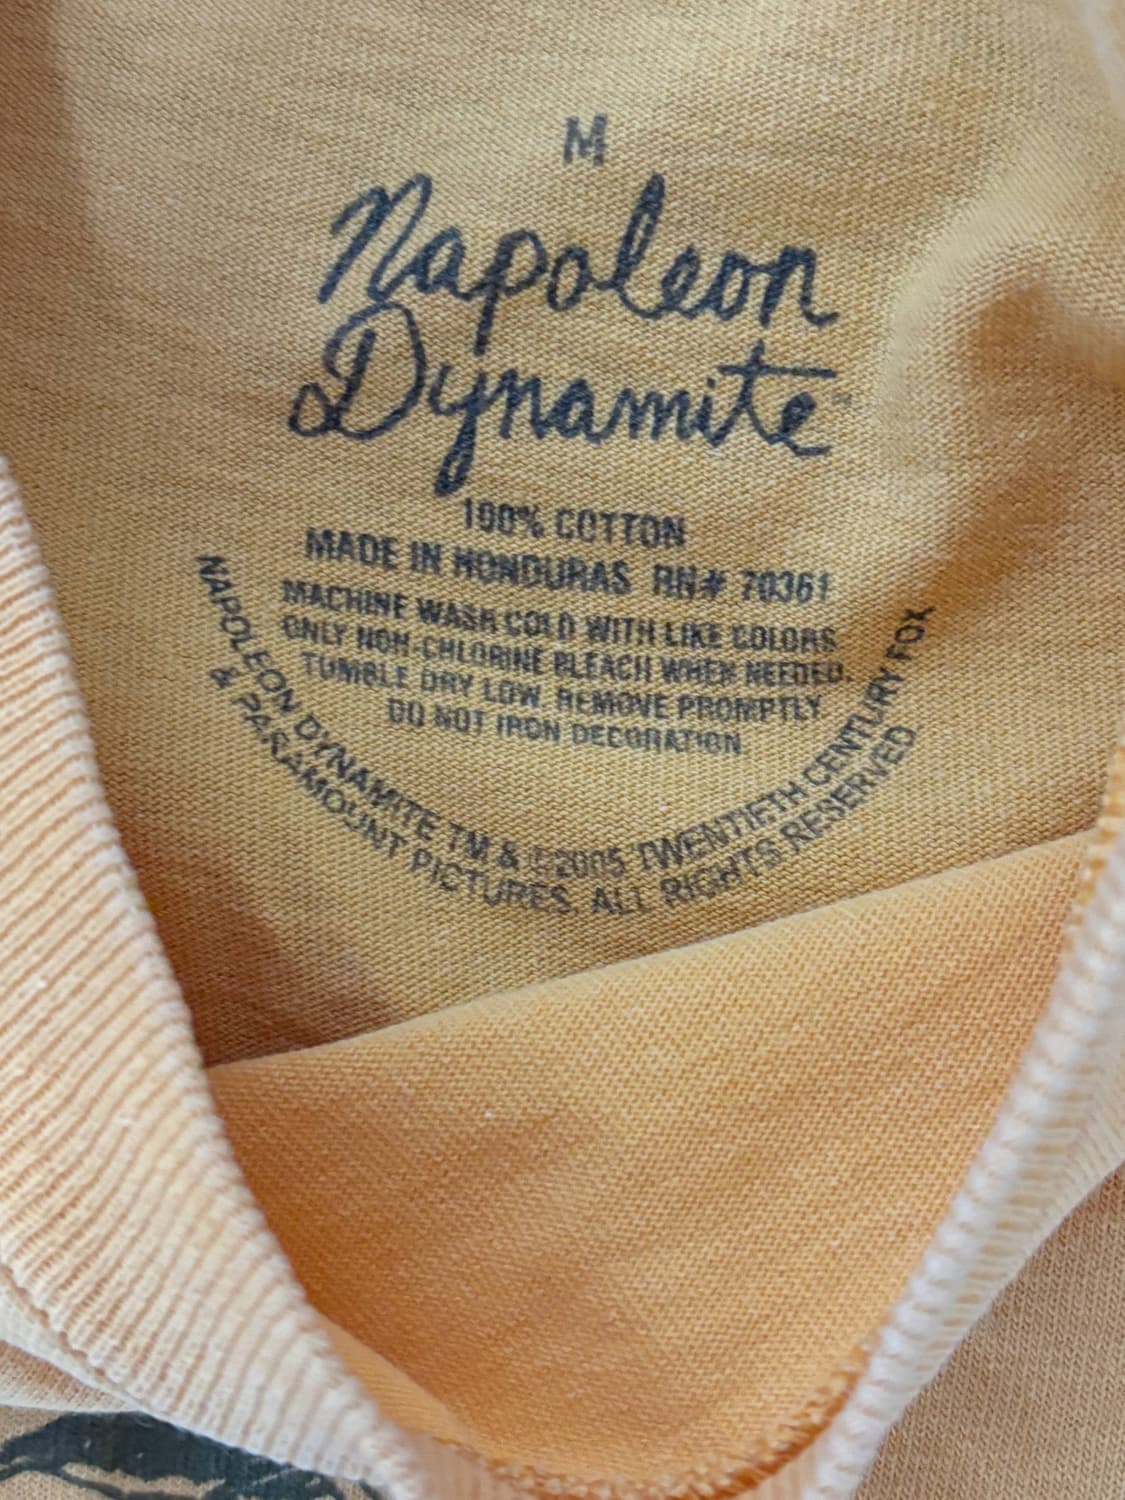 M
Napoleon
Dynamite™
100% COTTON
MADE IN HONDURAS RN# 70361
MACHINE WASH COLD WITH LIKE COLORS
ONLY NON-CHLORINE BLEACH WHEN NEEDED.
TUMBLE DRY LOW. REMOVE PROMPTLY.
DO NOT IRON DECORATION.
NAPOLEON DYNAMITE TM & ©2005 TWENTIETH CENTURY FOX
& PARAMOUNT PICTURES. ALL RIGHTS RESERVED